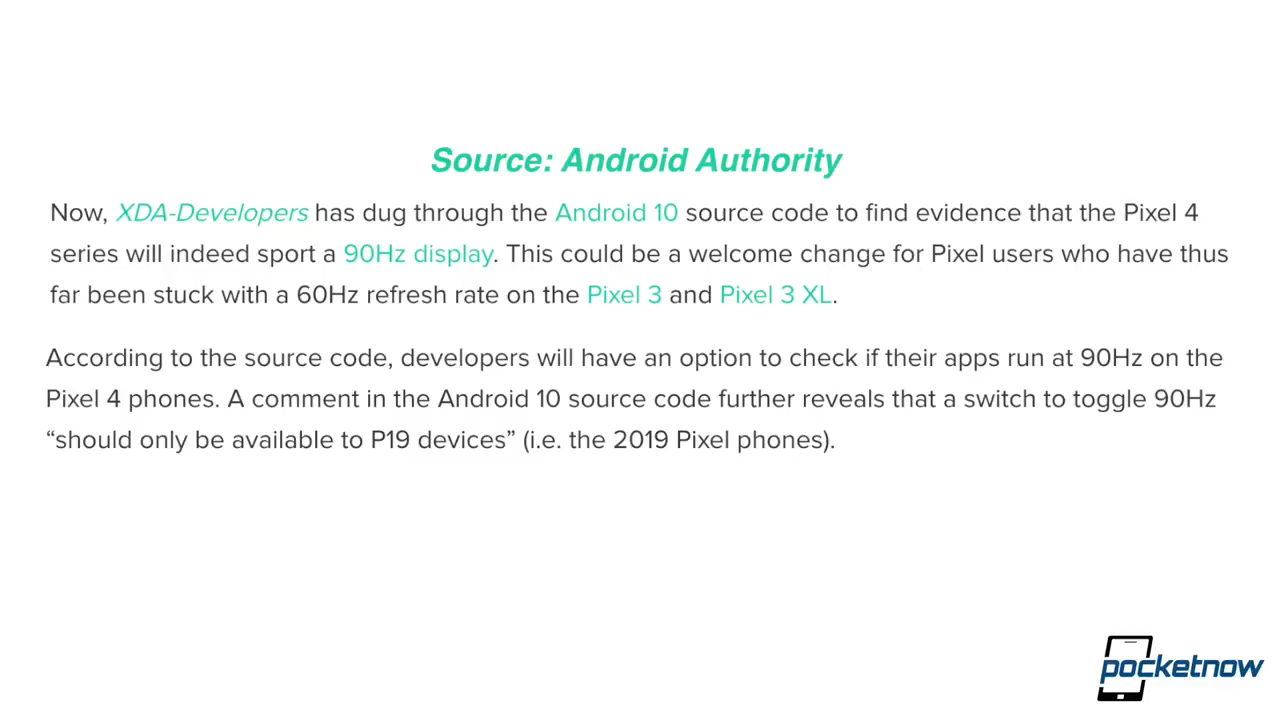 Source: Android Authority
Now, XDA-Developers has dug through the Android 10 source code to find evidence that the Pixel 4
series will indeed sport a 90Hz display. This could be a welcome change for Pixel users who have thus
far been stuck with a 60Hz refresh rate on the Pixel 3 and Pixel 3 XL.
According to the source code, developers will have an option to check if their apps run at 90Hz on the
Pixel 4 phones. A comment in the Android 10 source code further reveals that a switch to toggle 90Hz
“should only be available to P19 devices” (i.e. the 2019 Pixel phones).
pocketnow